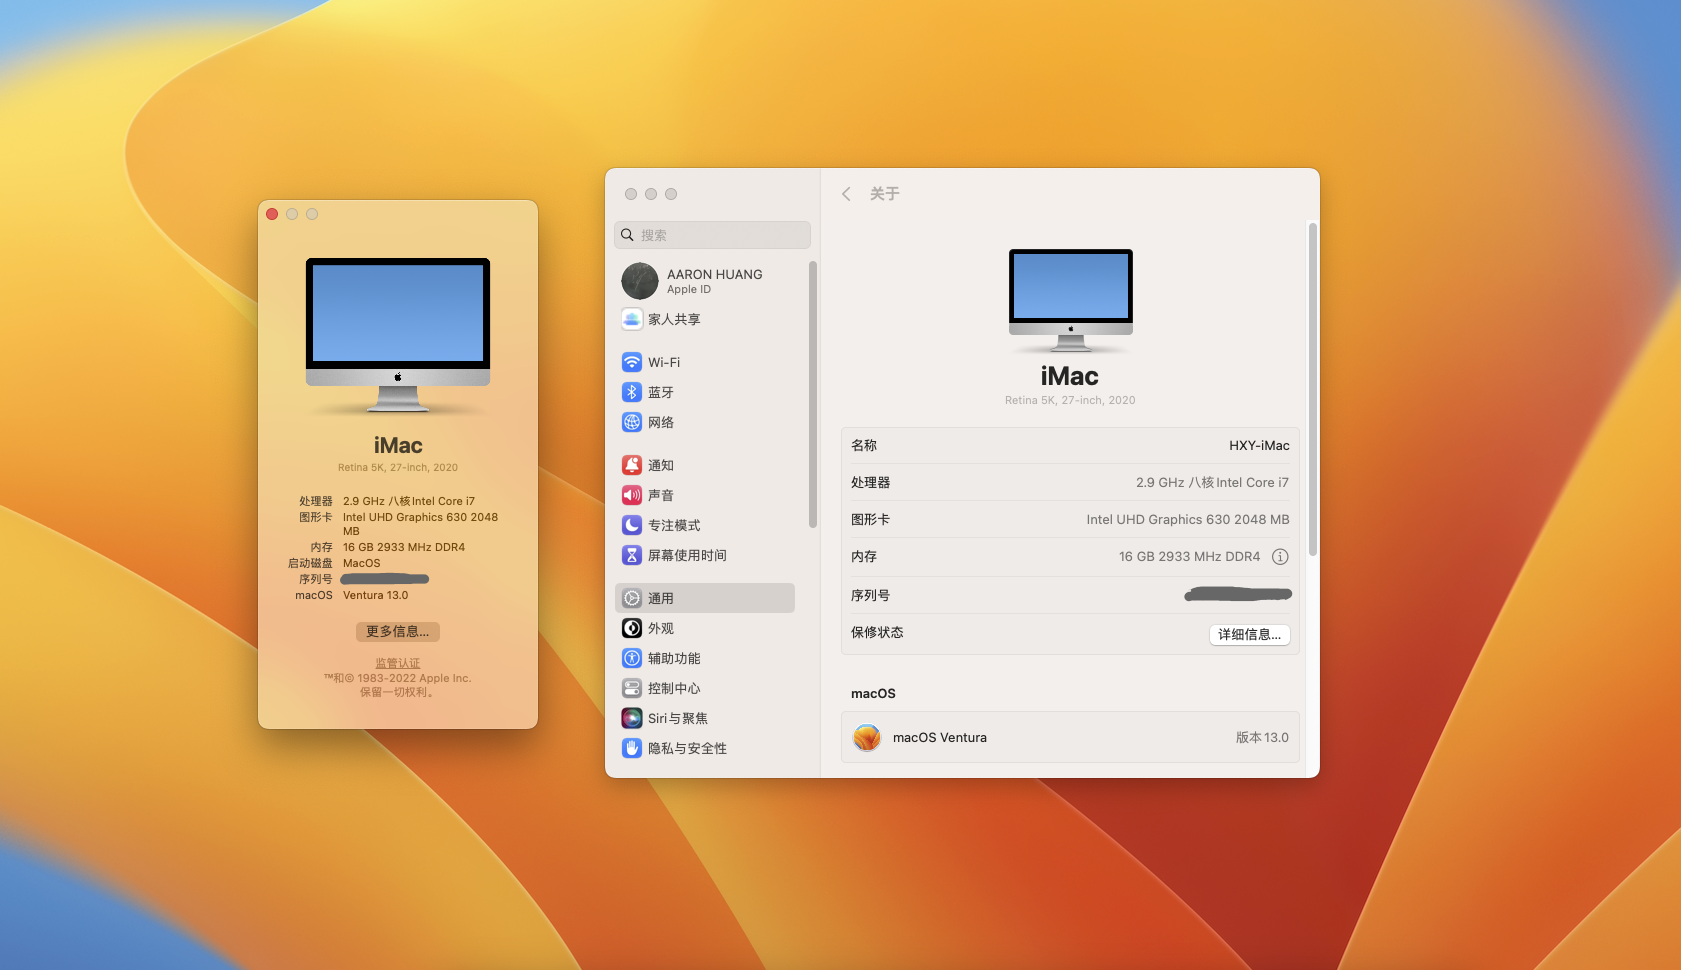 iMac
Retina 5K, 27-inch, 2020
处理器 2.9 GHz 八核Intel Core i7
图形卡 Intel UHD Graphics 630 2048
MB
内存 16 GB 2933 MHz DDR4
启动磁盘 MacOS
序列号
macOS Ventura 13.0
更多信息...
监管认证
™和© 1983-2022 Apple Inc.
保留一切权利。
搜索
AARON HUANG
Apple ID
家人共享
Wi-Fi
蓝牙
网络
通知
声音
专注模式
屏幕使用时间
通用
外观
辅助功能
控制中心
Siri与聚焦
隐私与安全性
关于
iMac
Retina 5K, 27-inch, 2020
名称 HXY-iMac
处理器 2.9 GHz 八核Intel Core i7
图形卡 Intel UHD Graphics 630 2048 MB
内存 16 GB 2933 MHz DDR4
序列号
保修状态 详细信息...
macOS
macOS Ventura 版本13.0